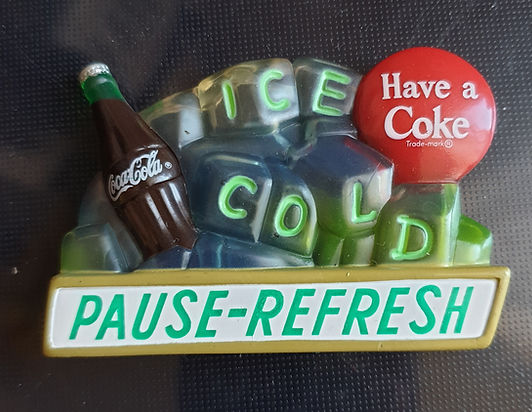 ICE
Have a
Coke
Trade-mark®
Coca-Cola®
COLD
PAUSE-REFRESH